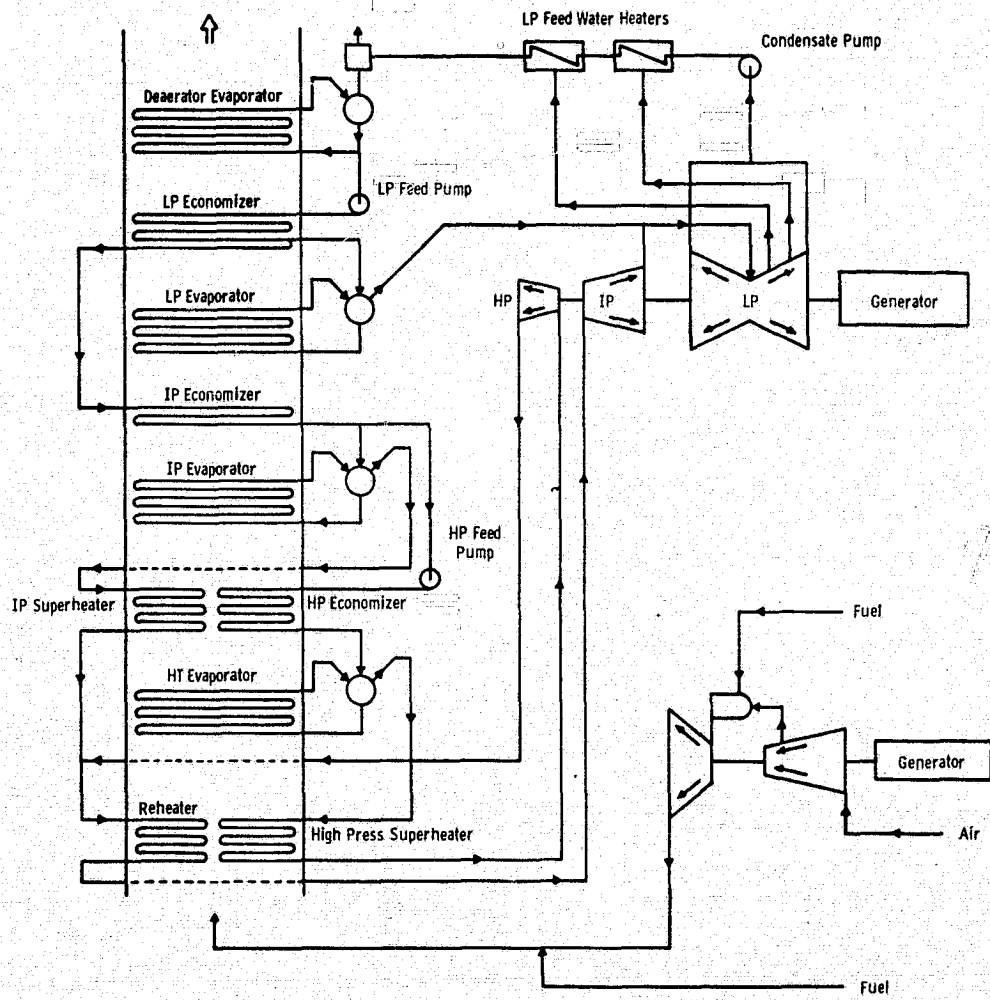 LP Feed Water Heaters
Condensate Pump
Deaerator Evaporator
LP Feed Pump
LP Economizer
LP Evaporator
HP
IP
LP
Generator
IP Economizer
IP Evaporator
HP Feed
Pump
IP Superheater
HP Economizer
Fuel
HT Evaporator
Generator
Reheater
High Press Superheater
Air
Fuel